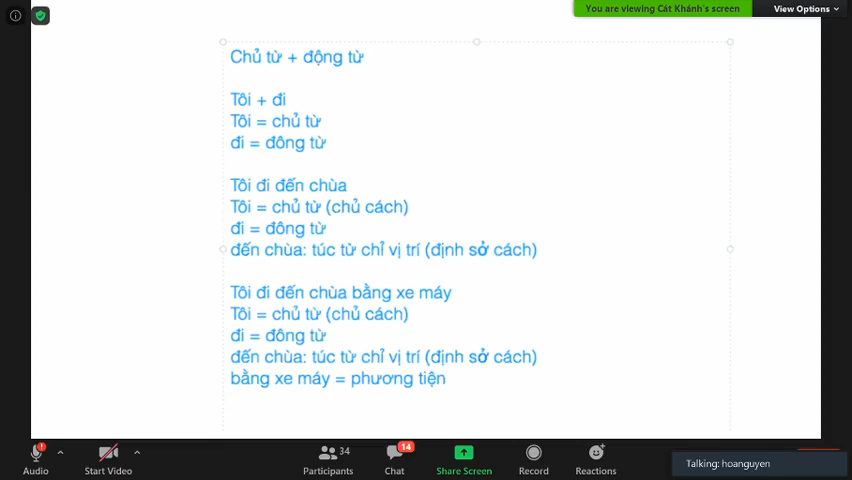 You are viewing Cát Khánh's screen
View Options
Chủ từ + động từ
Tôi + đi
Tôi = chủ từ
đi = đông từ
Tôi đi đến chùa
Tôi = chủ từ (chủ cách)
đi = đông từ
đến chùa: túc từ chỉ vị trí (định sở cách)
Tôi đi đến chùa bằng xe máy
Tôi = chủ từ (chủ cách)
đi = đông từ
đến chùa: túc từ chỉ vị trí (định sở cách)
bằng xe máy = phương tiện
34
14
Audio
Start Video
Participants
Chat
Share Screen
Record
Reactions
Talking: hoanguyen